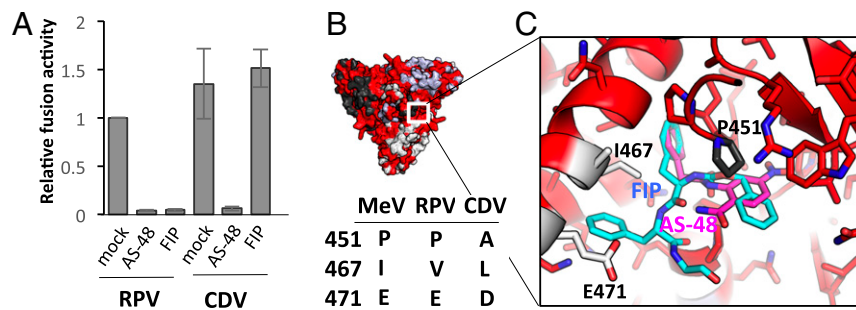 A
Relative fusion activity
2
1.5
1
0.5
0
mock
AS-48
FIP
mock
AS-48
FIP
RPV
CDV
B
MeV RPV CDV
451 P P A
467 I V L
471 E E D
C
P451
I467
FIP
AS-48
E471